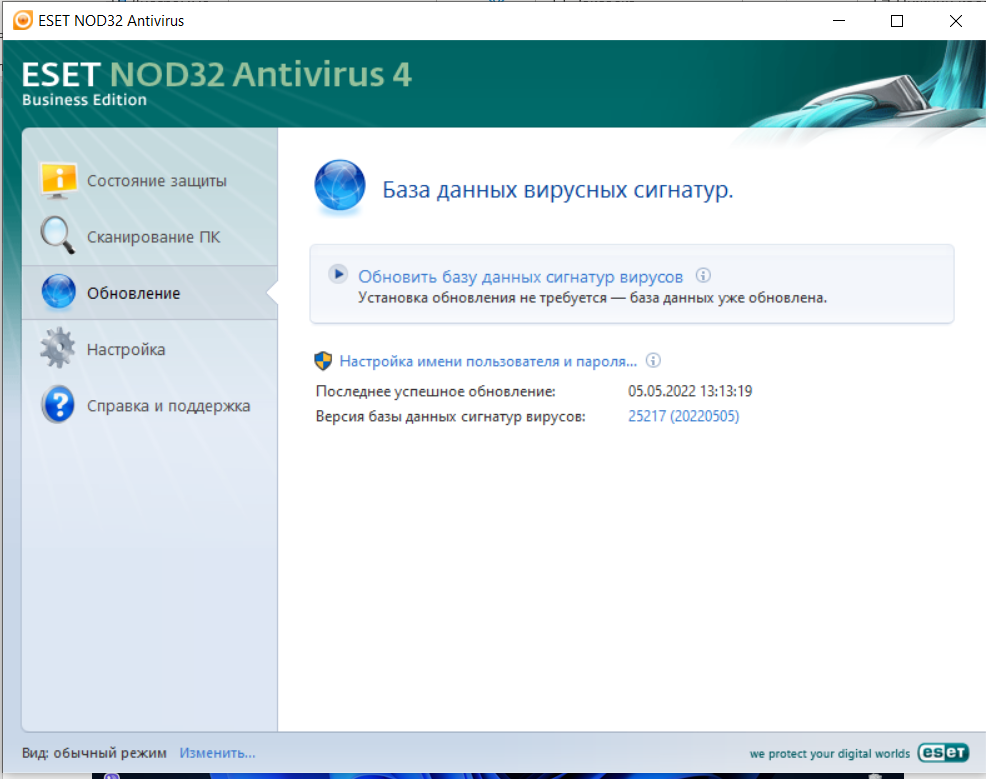 ESET NOD32 Antivirus
ESET NOD32 Antivirus 4
Business Edition
Состояние защиты
Сканирование ПК
Обновление
Настройка
Справка и поддержка
База данных вирусных сигнатур.
Обновить базу данных сигнатур вирусов
Установка обновления не требуется — база данных уже обновлена.
Настройка имени пользователя и пароля...
Последнее успешное обновление: 05.05.2022 13:13:19
Версия базы данных сигнатур вирусов: 25217 (20220505)
Вид: обычный режим Изменить...
we protect your digital worlds eset